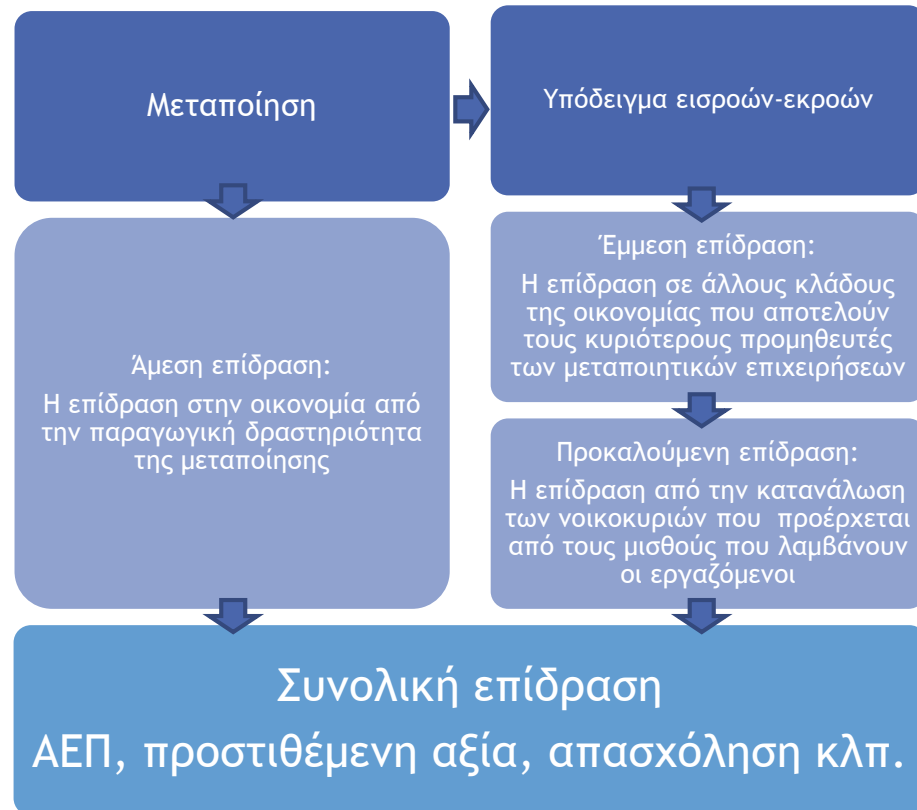 Μεταποίηση
Υπόδειγμα εισροών-εκροών
Άμεση επίδραση:
Η επίδραση στην οικονομία από
την παραγωγική δραστηριότητα
της μεταποίησης
Έμμεση επίδραση:
Η επίδραση σε άλλους κλάδους
της οικονομίας που αποτελούν
τους κυριότερους προμηθευτές
των μεταποιητικών επιχειρήσεων
Προκαλούμενη επίδραση:
Η επίδραση από την κατανάλωση
των νοικοκυριών που  προέρχεται
από τους μισθούς που λαμβάνουν
οι εργαζόμενοι
Συνολική επίδραση
ΑΕΠ, προστιθέμενη αξία, απασχόληση κλπ.